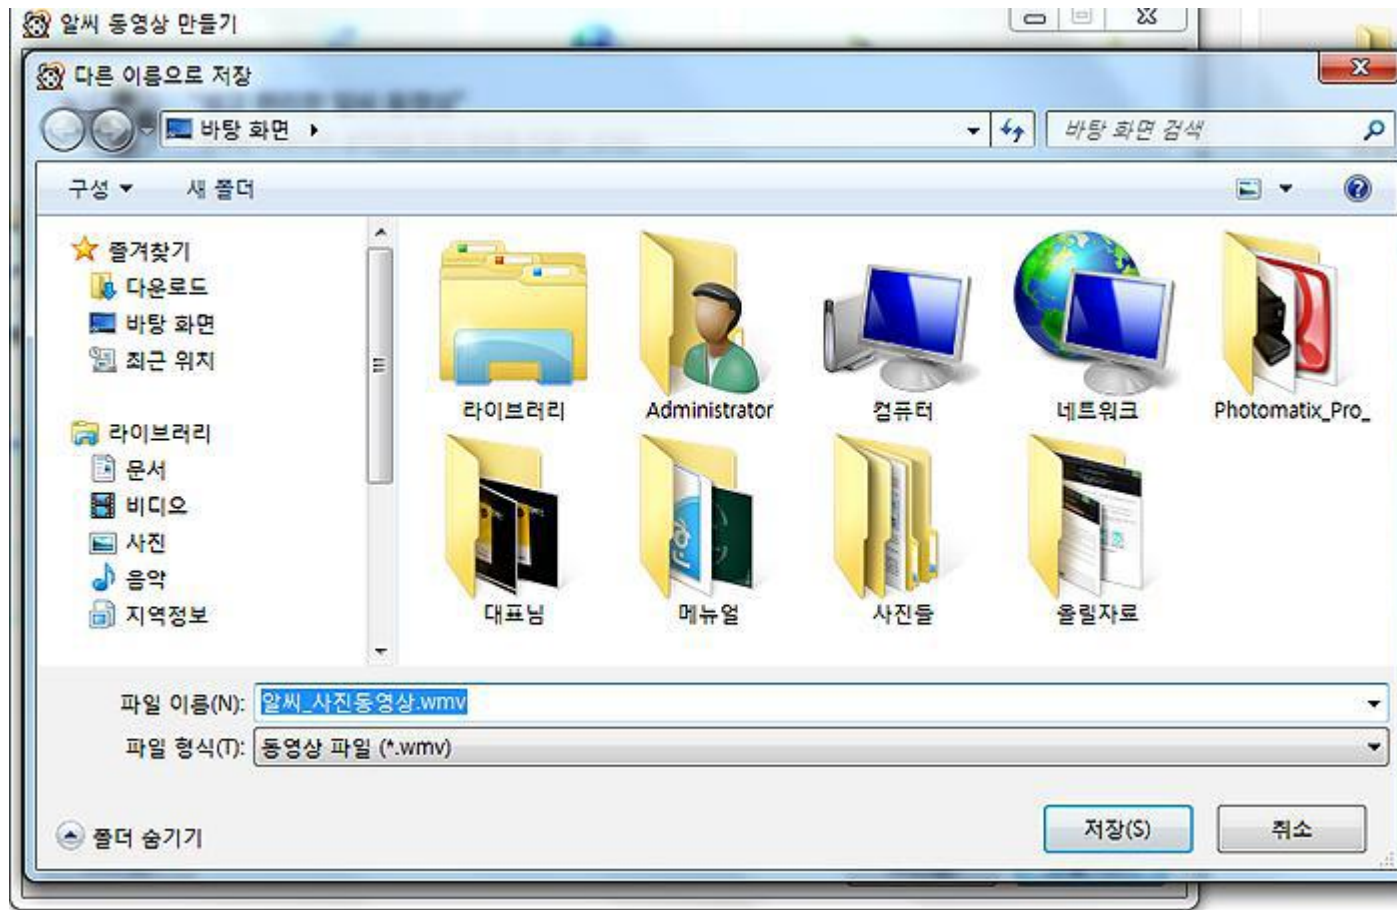 알씨 동영상 만들기
다른 이름으로 저장
바탕 화면
바탕 화면 검색
구성
새 폴더
즐겨찾기
다운로드
바탕 화면
최근 위치
라이브러리
문서
비디오
사진
음악
지역정보
라이브러리
Administrator
컴퓨터
네트워크
Photomatix_Pro_
대표님
메뉴얼
사진들
올릴자료
파일 이름(N): 알씨_사진동영상.wmv
파일 형식(T): 동영상 파일 (*.wmv)
폴더 숨기기
저장(S)
취소